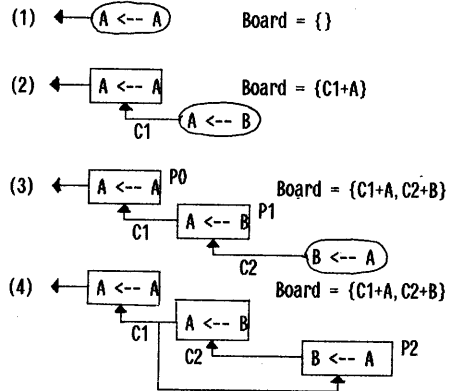 (1) A <-- A Board = {}
(2) A <-- A Board = {C1+A}
C1 A <-- B
(3) A <-- A P0 Board = {C1+A, C2+B}
C1 A <-- B P1
C2 B <-- A
(4) A <-- A Board = {C1+A, C2+B}
C1 A <-- B
C2 B <-- A P2